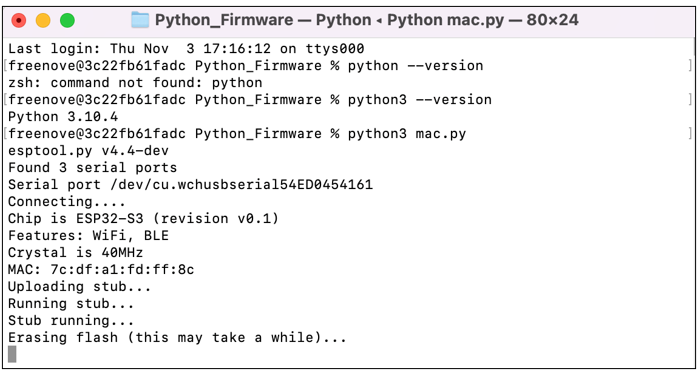 Python_Firmware — Python ◂ Python mac.py — 80×24
Last login: Thu Nov  3 17:16:12 on ttys000
[freenove@3c22fb61fadc Python_Firmware % python --version ]
zsh: command not found: python
[freenove@3c22fb61fadc Python_Firmware % python3 --version ]
Python 3.10.4
[freenove@3c22fb61fadc Python_Firmware % python3 mac.py ]
esptool.py v4.4-dev
Found 3 serial ports
Serial port /dev/cu.wchusbserial54ED0454161
Connecting....
Chip is ESP32-S3 (revision v0.1)
Features: WiFi, BLE
Crystal is 40MHz
MAC: 7c:df:a1:fd:ff:8c
Uploading stub...
Running stub...
Stub running...
Erasing flash (this may take a while)...